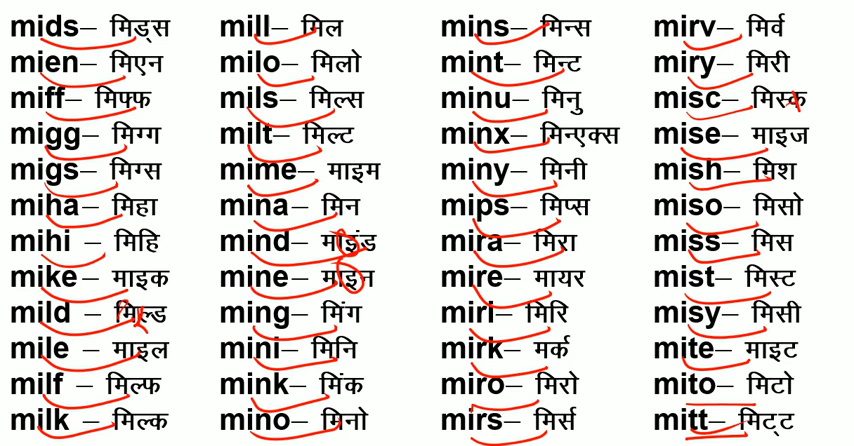 mids– मिड्स
mien– मिएन
miff– मिफ्फ
migg– मिग्ग
migs– मिग्स
miha– मिहा
mihi – मिहि
mike– माइक
mild – मिल्ड
mile – माइल
milf – मिल्फ
milk – मिल्क
mill– मिल
milo– मिलो
mils– मिल्स
milt– मिल्ट
mime– माइम
mina– मिन
mind– माइंड
mine– माइन
ming– मिंग
mini– मिनि
mink– मिंक
mino– मिनो
mins– मिन्स
mint– मिन्ट
minu– मिनु
minx– मिन्एक्स
miny– मिनी
mips– मिप्स
mira– मिरा
mire– मायर
miri– मिरि
mirk– मर्क
miro– मिरो
mirs– मिर्स
mirv– मिर्व
miry– मिरी
misc– मिस्क
mise– माइज
mish– मिश
miso– मिसो
miss– मिस
mist– मिस्ट
misy– मिसी
mite– माइट
mito– मिटो
mitt– मिट्ट